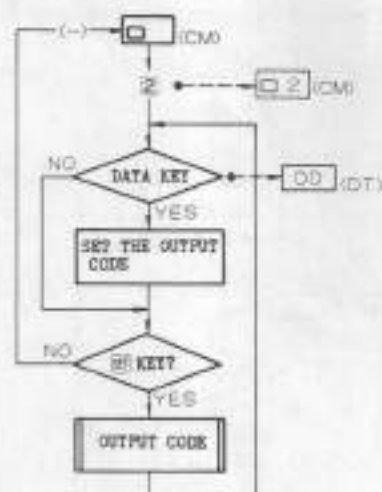 (--) (CM)
2 2 (CM)
NO DATA KEY 00 (DT)
YES
SET THE OUTPUT
CODE
NO KEY?
YES
OUTPUT CODE